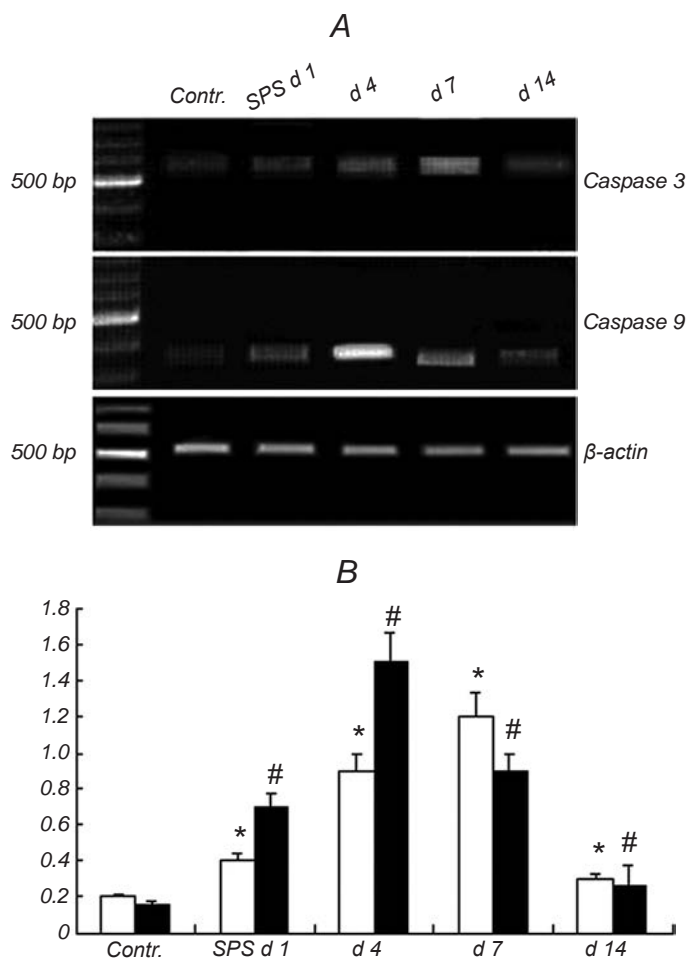 A
Contr. SPS d 1 d 4 d 7 d 14
500 bp Caspase 3
500 bp Caspase 9
500 bp β-actin
B
1.8
1.6
1.4
1.2
1.0
0.8
0.6
0.4
0.2
0
* # * # * # * #
Contr. SPS d 1 d 4 d 7 d 14